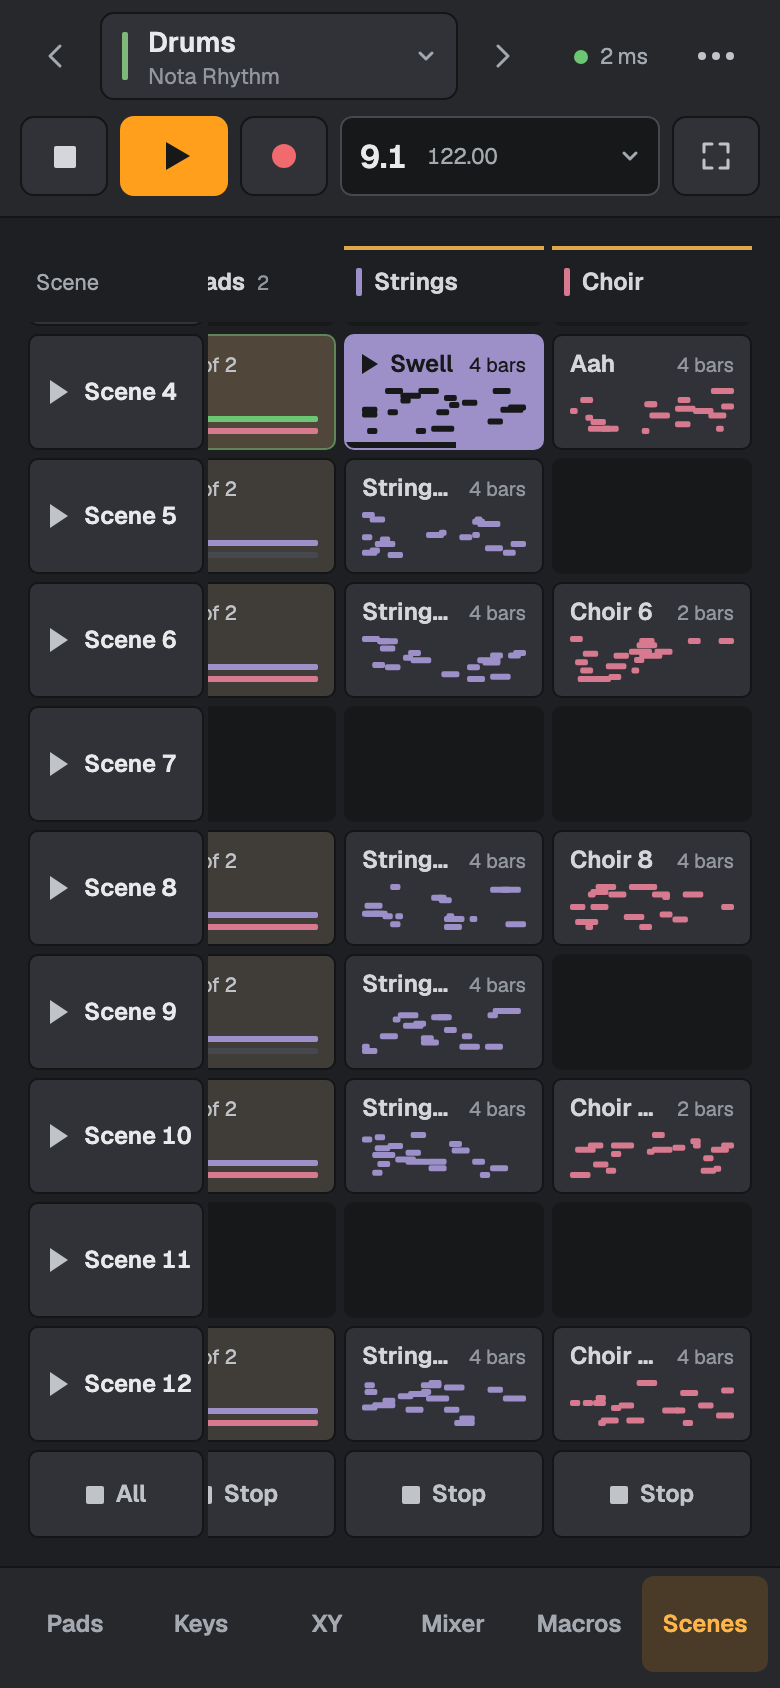 Drums
Nota Rhythm
2 ms
9.1 122.00
Scene ads 2 Strings Choir
Scene 4 of 2 Swell 4 bars Aah 4 bars
Scene 5 of 2 String... 4 bars
Scene 6 of 2 String... 4 bars Choir 6 2 bars
Scene 7
Scene 8 of 2 String... 4 bars Choir 8 4 bars
Scene 9 of 2 String... 4 bars
Scene 10 of 2 String... 4 bars Choir ... 2 bars
Scene 11
Scene 12 of 2 String... 4 bars Choir ... 4 bars
All Stop Stop Stop
Pads Keys XY Mixer Macros Scenes